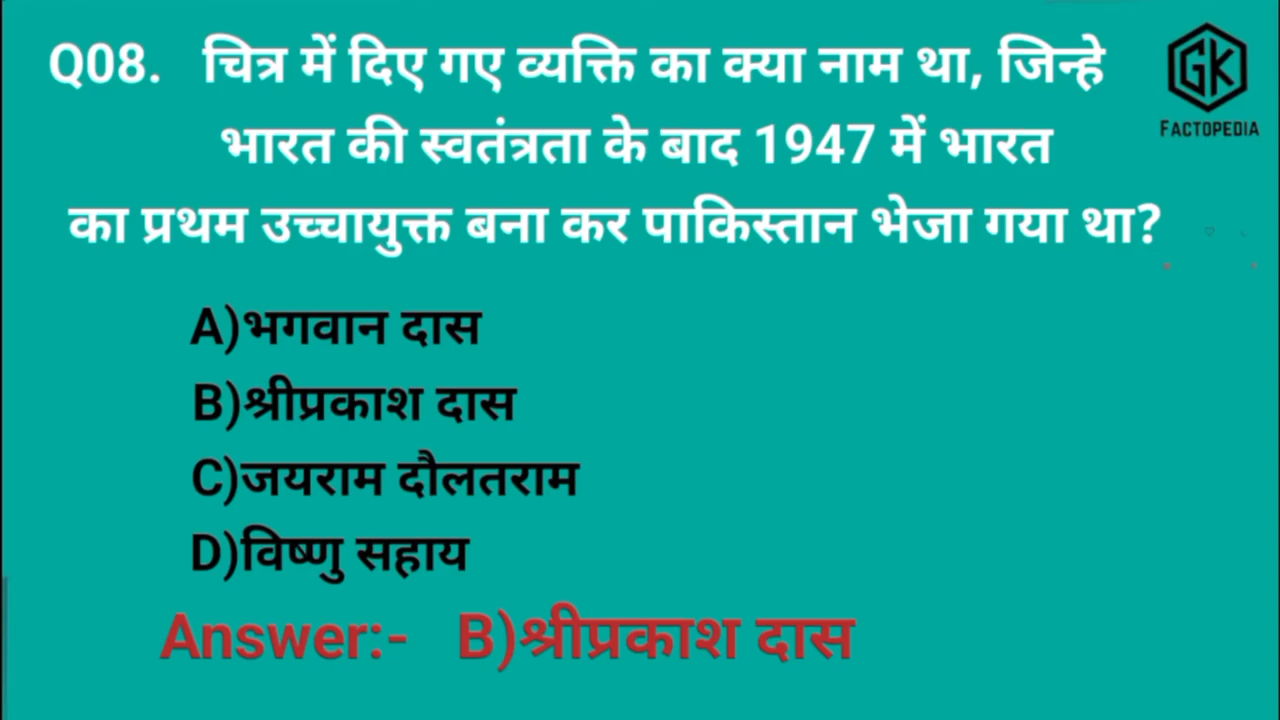 Q08. चित्र में दिए गए व्यक्ति का क्या नाम था, जिन्हे
भारत की स्वतंत्रता के बाद 1947 में भारत
का प्रथम उच्चायुक्त बना कर पाकिस्तान भेजा गया था?
GK
FACTOPEDIA
A)भगवान दास
B)श्रीप्रकाश दास
C)जयराम दौलतराम
D)विष्णु सहाय
Answer:- B)श्रीप्रकाश दास